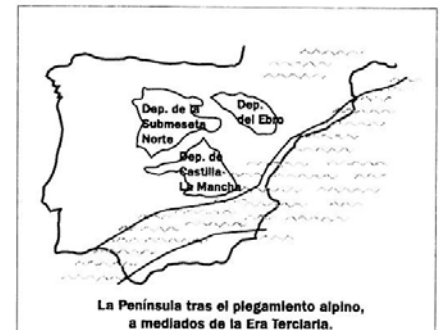 Dep. de la
Submeseta
Norte
Dep.
del Ebro
Dep. de
Castilla-
La Mancha
La Península tras el plegamiento alpino,
a mediados de la Era Terciaria.